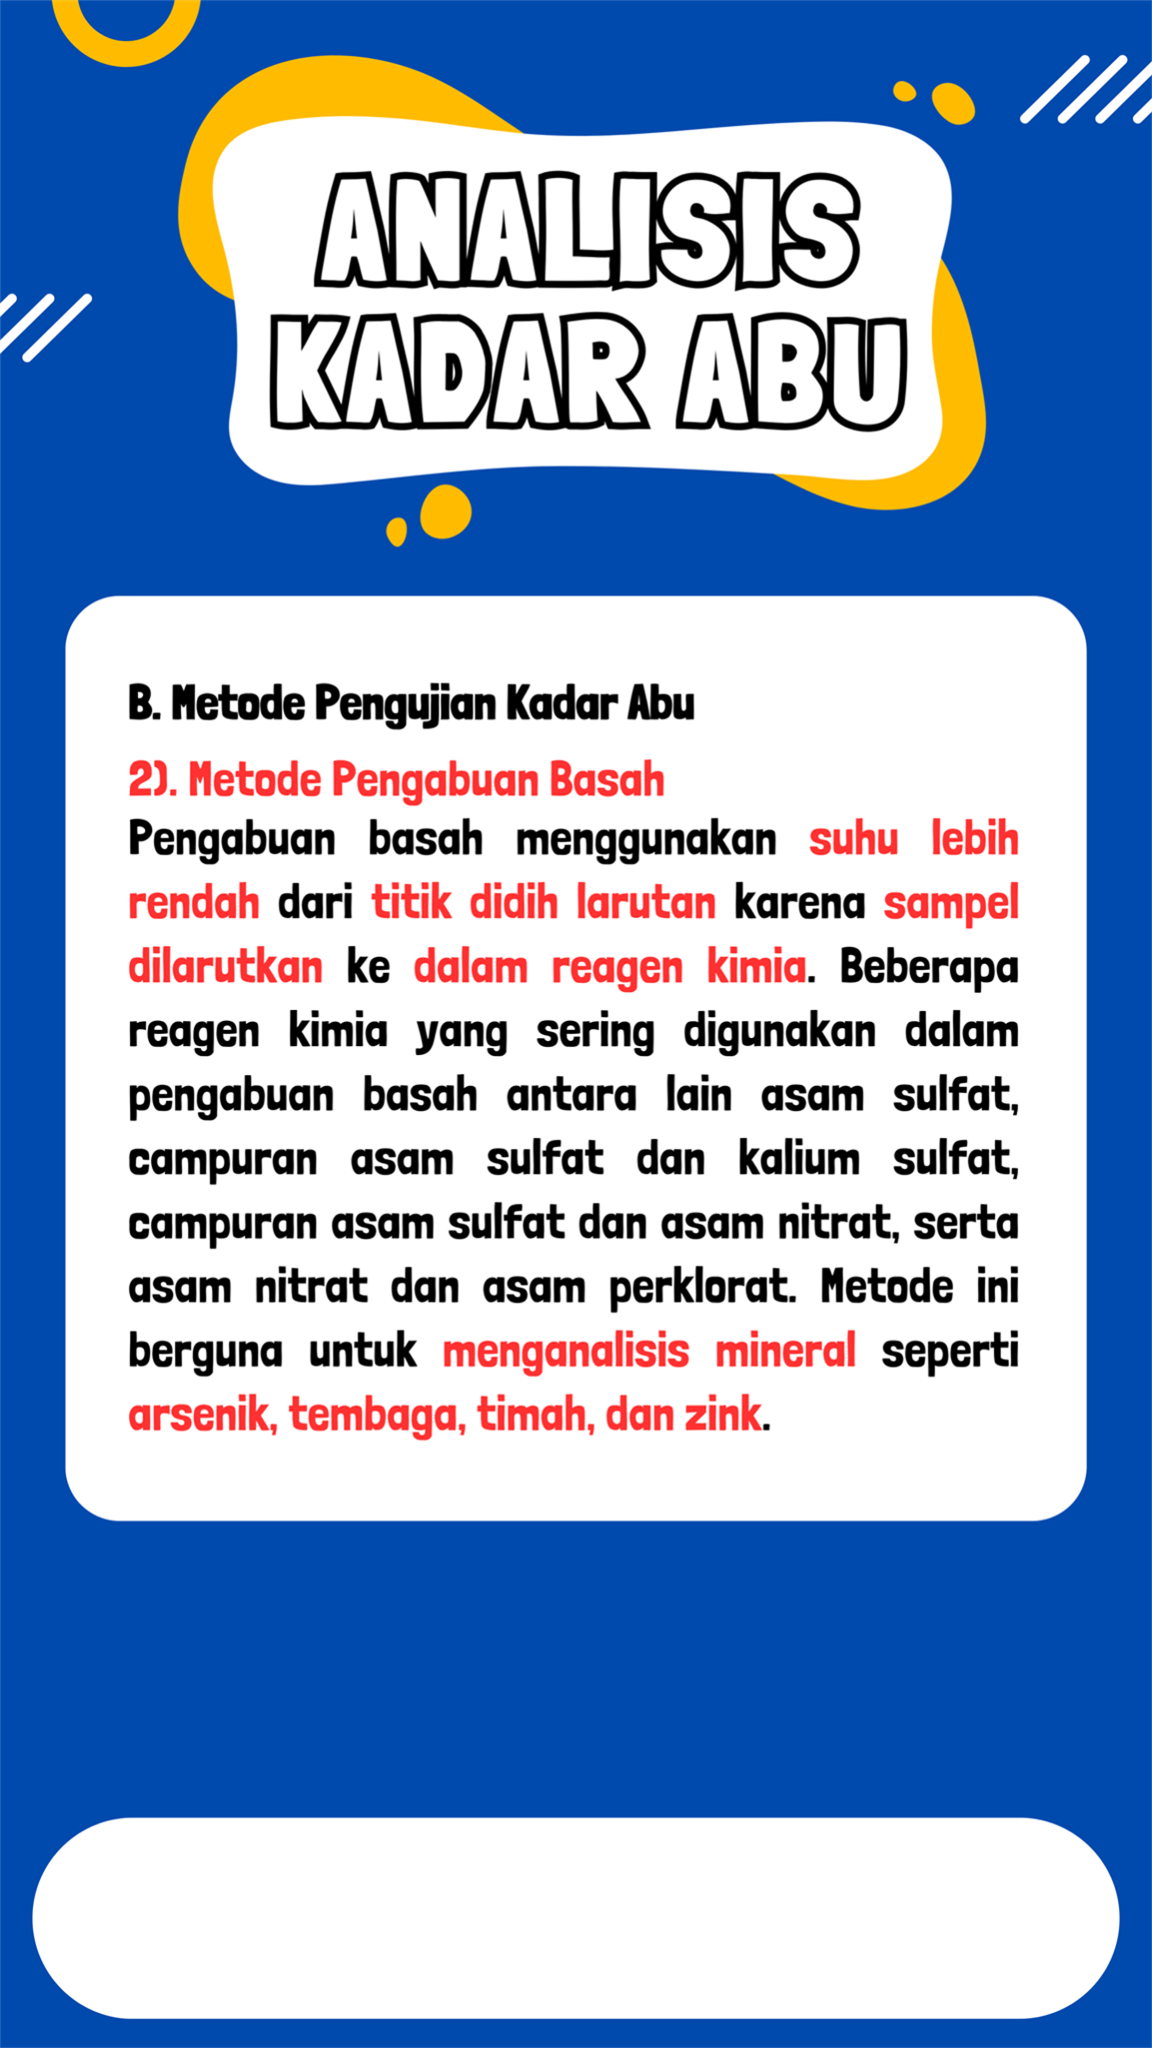 ANALISIS
KADAR ABU
B. Metode Pengujian Kadar Abu
2). Metode Pengabuan Basah
Pengabuan basah menggunakan suhu lebih
rendah dari titik didih larutan karena sampel
dilarutkan ke dalam reagen kimia. Beberapa
reagen kimia yang sering digunakan dalam
pengabuan basah antara lain asam sulfat,
campuran asam sulfat dan kalium sulfat,
campuran asam sulfat dan asam nitrat, serta
asam nitrat dan asam perklorat. Metode ini
berguna untuk menganalisis mineral seperti
arsenik, tembaga, timah, dan zink.